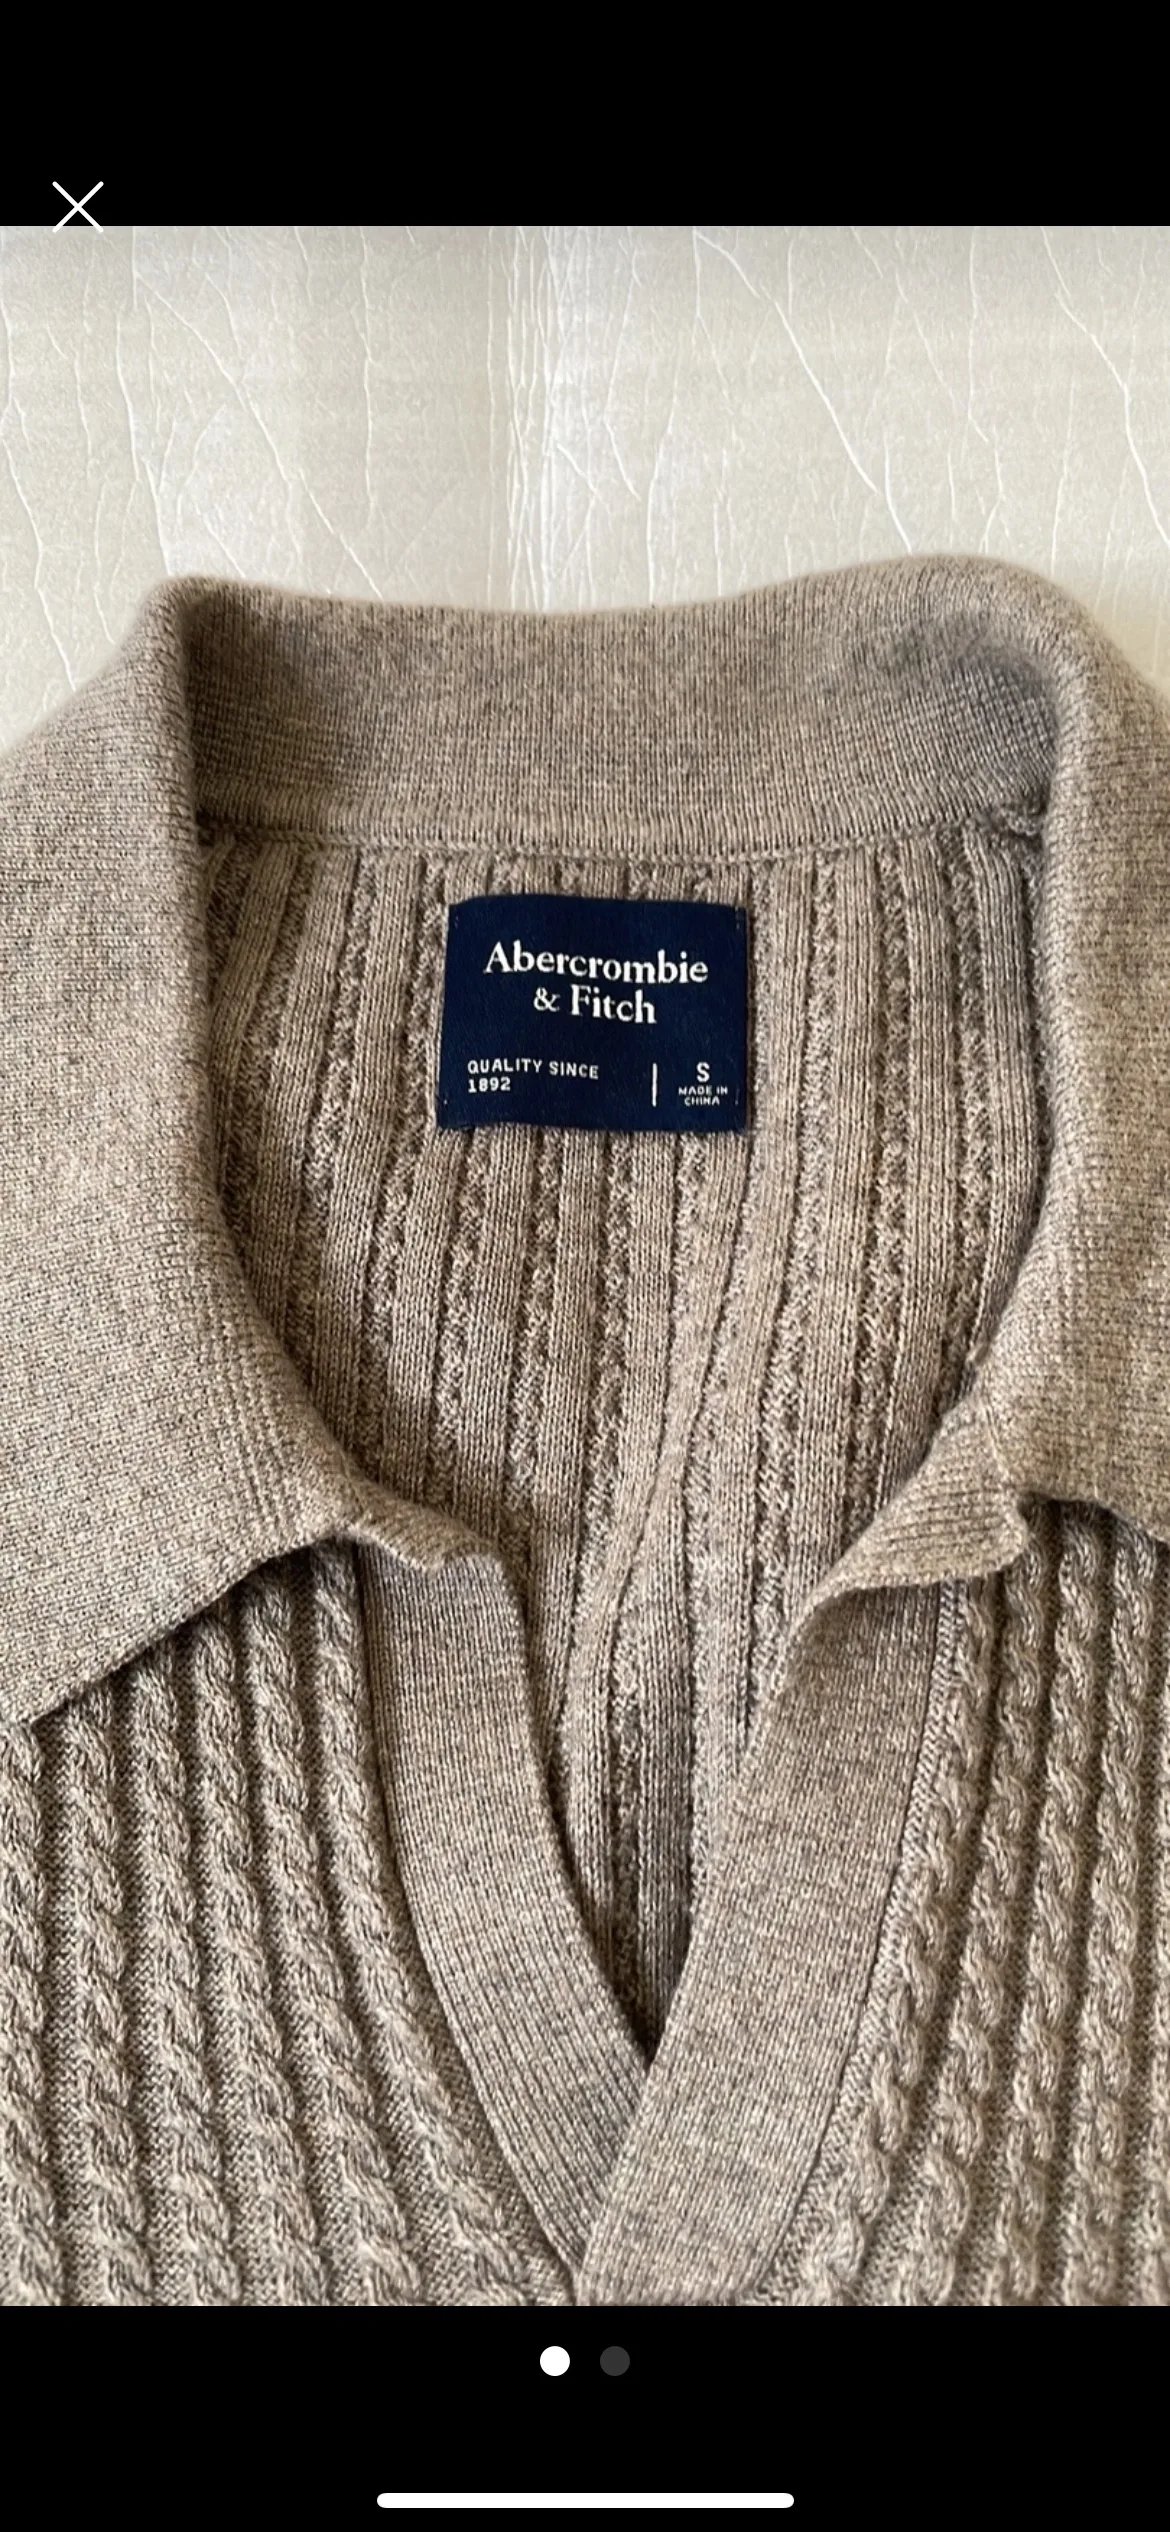 Abercrombie
& Fitch
QUALITY SINCE
1892
S
MADE IN
CHINA